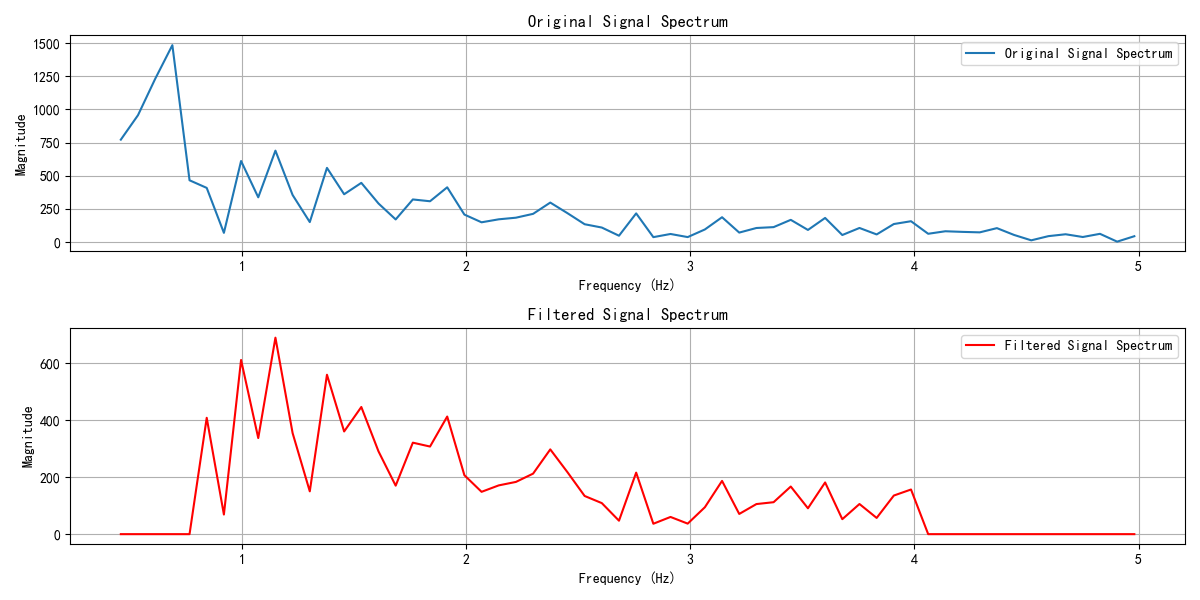 Original Signal Spectrum
1500
1250
1000
750
500
250
0
Magnitude
Original Signal Spectrum
1 2 3 4 5
Frequency (Hz)
Filtered Signal Spectrum
600
400
200
0
Magnitude
Filtered Signal Spectrum
1 2 3 4 5
Frequency (Hz)